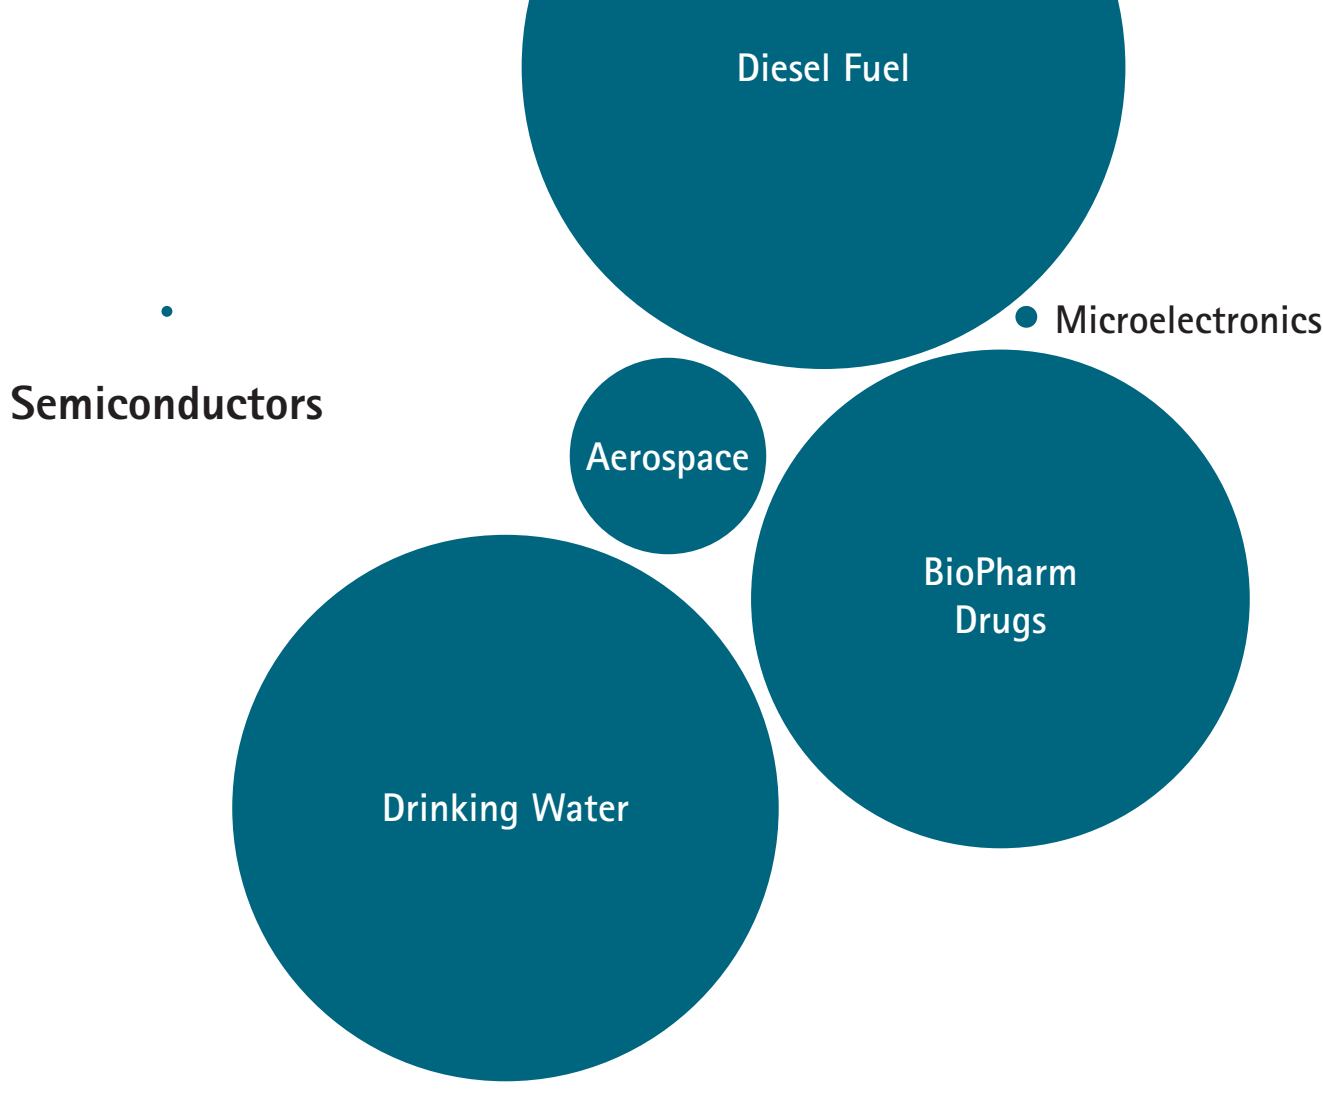 Diesel Fuel
Microelectronics
Semiconductors
Aerospace
BioPharm
Drugs
Drinking Water